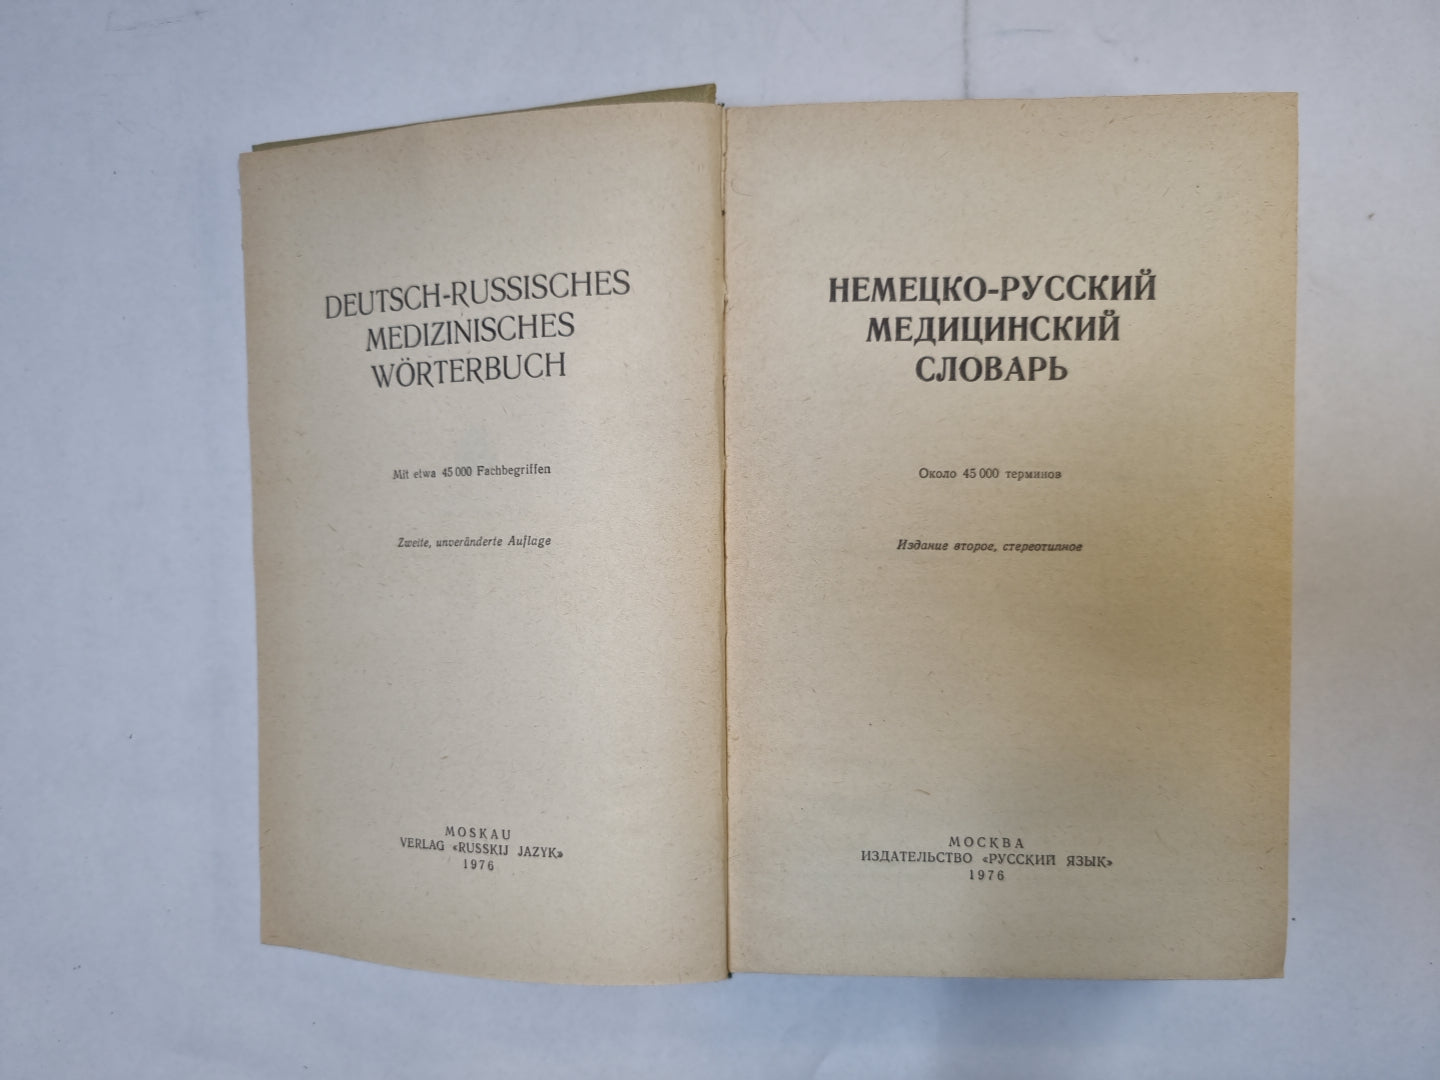 DEUTSCH-RUSSISCHES
MEDIZINISCHES
WÖRTERBUCH
Mit etwa 45 000 Fachbegriffen
Zweite, unveränderte Auflage
MOSKAU
VERLAG «RUSSKIJ JAZYK»
1976
НЕМЕЦКО-РУССКИЙ
МЕДИЦИНСКИЙ
СЛОВАРЬ
Около 45 000 терминов
Издание второе, стереотипное
МОСКВА
ИЗДАТЕЛЬСТВО «РУССКИЙ ЯЗЫК»
1976